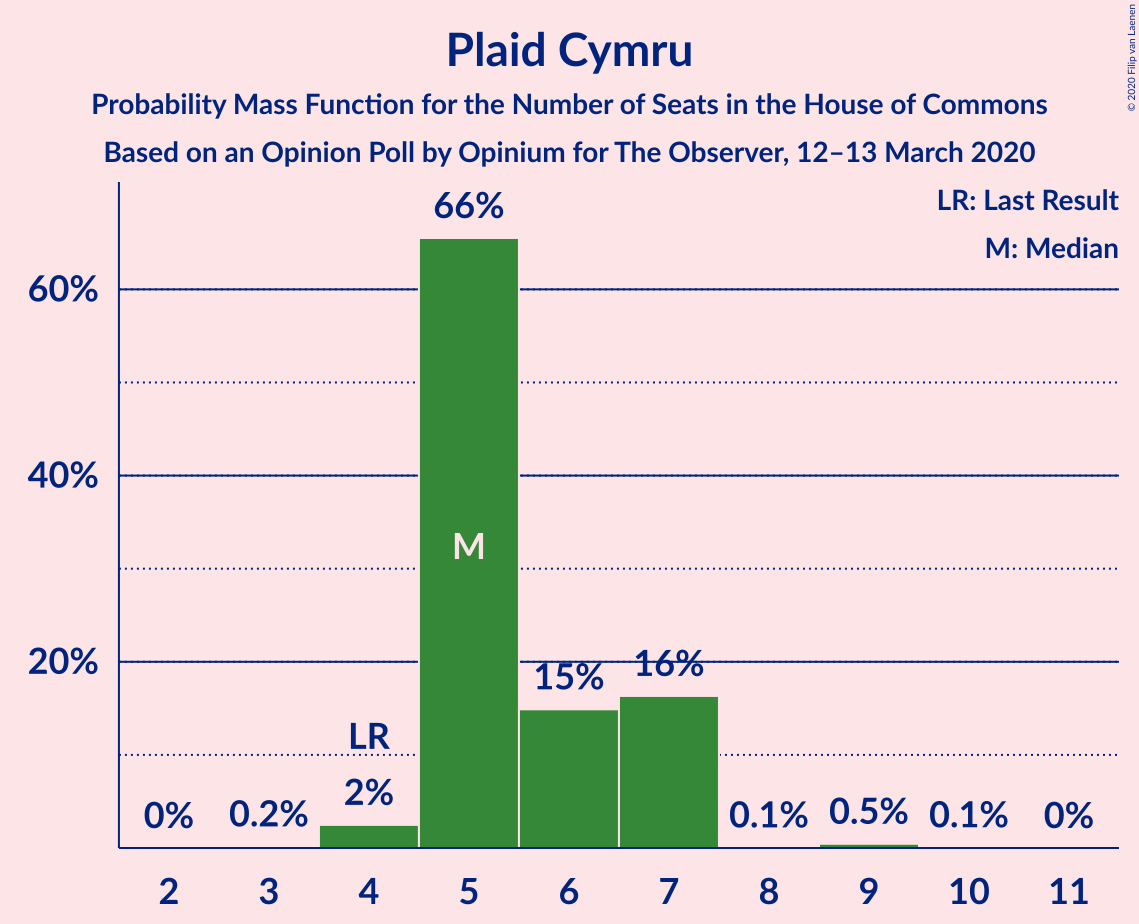 Plaid Cymru
Probability Mass Function for the Number of Seats in the House of Commons
Based on an Opinion Poll by Opinium for The Observer, 12–13 March 2020
© 2020 Filip van Laenen
LR: Last Result
M: Median
66%
60%
40%
M
20%
15%
16%
LR
2%
0%
0.2%
0.1%
0.5%
0.1%
0%
2 3 4 5 6 7 8 9 10 11